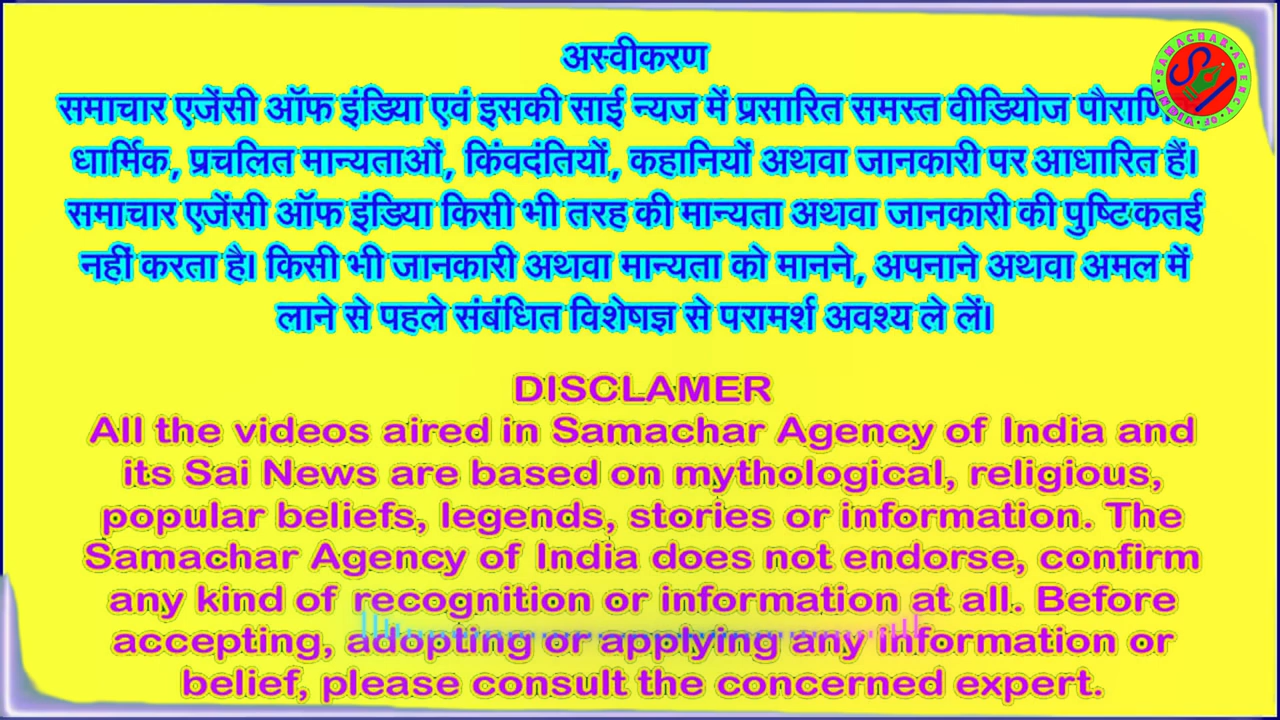 अस्वीकरण
समाचार एजेंसी ऑफ इंडिया एवं इसकी साई न्यज में प्रसारित समस्त वीडियोज
धार्मिक, प्रचलित मान्यताओं, किंवदंतियों, कहानियों अथवा जानकारी पर आधारित हैं।
समाचार एजेंसी ऑफ इंडिया किसी भी तरह की मान्यता अथवा जानकारी की पुष्टि कतई
नहीं करता है। किसी भी जानकारी अथवा मान्यता को मानने, अपनाने अथवा अमल में
लाने से पहले संबंधित विशेषज्ञ से परामर्श अवश्य ले लें।
DISCLAMER
All the videos aired in Samachar Agency of India and
its Sai News are based on mythological, religious,
popular beliefs, legends, stories or information. The
Samachar Agency of India does not endorse, confirm
any kind of recognition or information at all. Before
accepting, adopting or applying any information or
belief, please consult the concerned expert.
SAMACHAR AGENCY OF INDIA